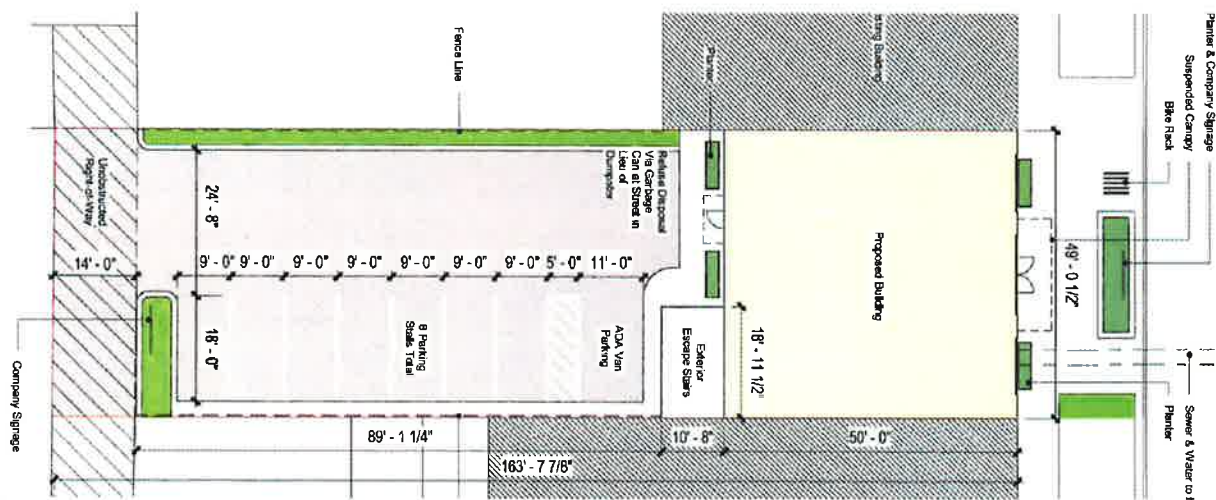 Planter & Company Signage
Suspended Canopy
Bike Rack
49' - 0 1/2"
Sewer & Water to
Planter
Existing Building
Proposed Building
Planter
18' - 11 1/2"
Exterior
Escape Stairs
50' - 0"
10' - 8"
89' - 1 1/4"
163' - 7 7/8"
Fence Line
Refuse Disposal
Via Garbage
Can at Street in
Lieu of
Dumpster
24' - 8"
9' - 0"
9' - 0"
9' - 0"
9' - 0"
9' - 0"
9' - 0"
9' - 0"
5' - 0"
11' - 0"
ADA Van
Parking
8 Parking
Stalls Total
18' - 0"
14' - 0"
Unobstructed
Right-of-Way
Company Signage